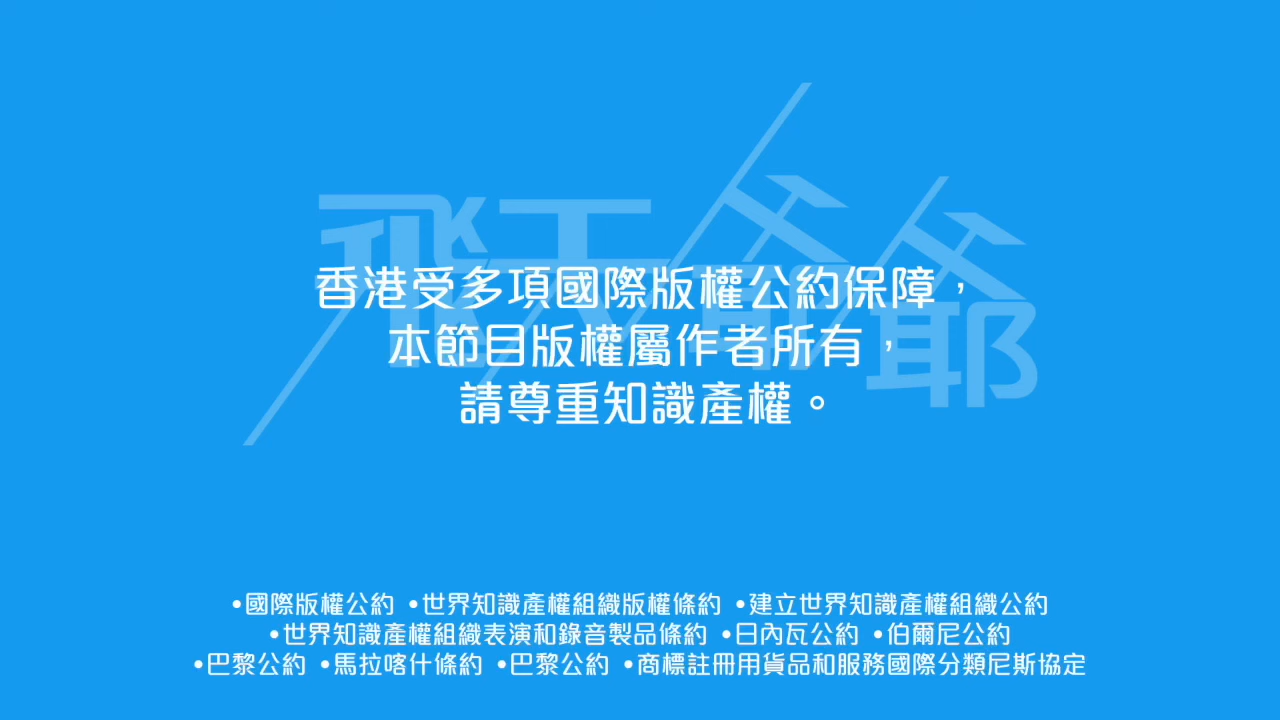 飛天爺爺
香港受多項國際版權公約保障，
本節目版權屬作者所有，
請尊重知識產權。
•國際版權公約 •世界知識產權組織版權條約 •建立世界知識產權組織公約
•世界知識產權組織表演和錄音製品條約 •日內瓦公約 •伯爾尼公約
•巴黎公約 •馬拉喀什條約 •巴黎公約 •商標註冊用貨品和服務國際分類尼斯協定